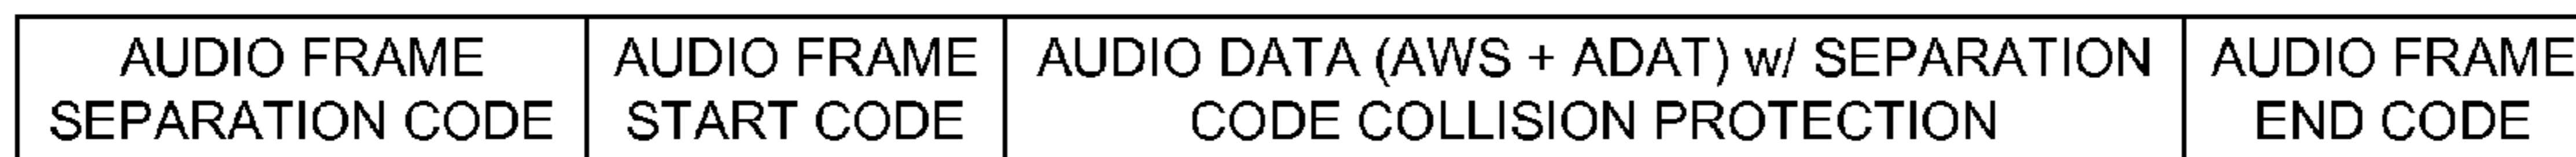 AUDIO FRAME
SEPARATION CODE
AUDIO FRAME
START CODE
AUDIO DATA (AWS + ADAT) w/ SEPARATION
CODE COLLISION PROTECTION
AUDIO FRAME
END CODE